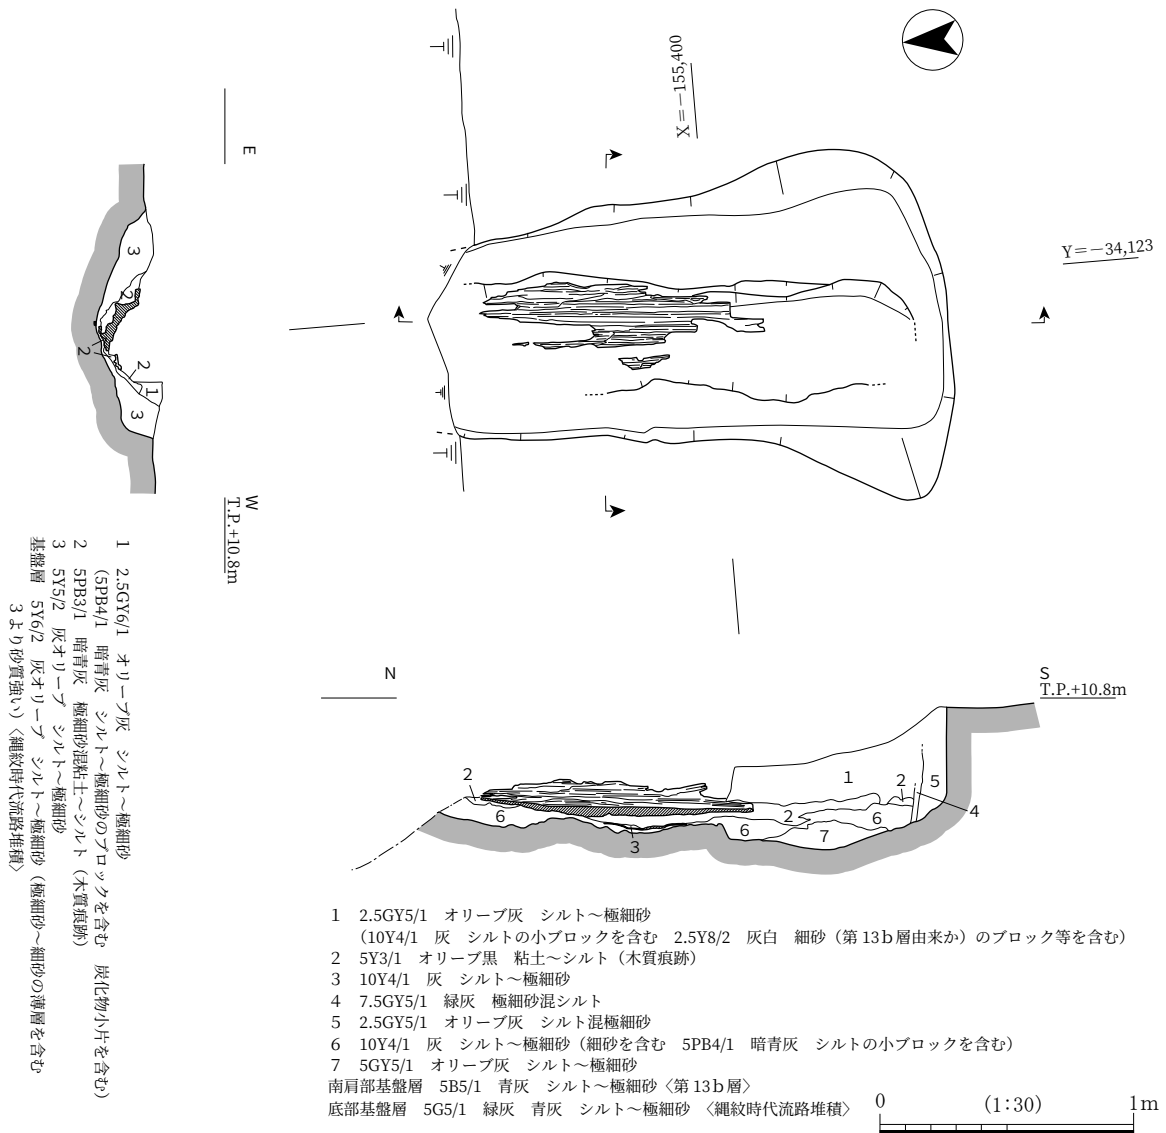 X=－155,400
Y=－34,123
E
W
T.P.+10.8m
3
2
2
2
1
3
1　2.5GY6/1　オリーブ灰　シルト～極細砂
（5PB4/1　暗青灰　シルト～極細砂のブロックを含む　炭化物小片を含む）
2　5PB3/1　暗青灰　極細砂混粘土～シルト（木質痕跡）
3　5Y5/2　灰オリーブ　シルト～極細砂
基盤層　5Y6/2　灰オリーブ　シルト～極細砂（極細砂～細砂の薄層を含む
3より砂質強い）〈縄紋時代流路堆積〉
N
S
T.P.+10.8m
2
1
2
5
4
6
2
6
6
7
3
1　2.5GY5/1　オリーブ灰　シルト～極細砂
（10Y4/1　灰　シルトの小ブロックを含む　2.5Y8/2　灰白　細砂（第13b層由来か）のブロック等を含む）
2　5Y3/1　オリーブ黒　粘土～シルト（木質痕跡）
3　10Y4/1　灰　シルト～極細砂
4　7.5GY5/1　緑灰　極細砂混シルト
5　2.5GY5/1　オリーブ灰　シルト混極細砂
6　10Y4/1　灰　シルト～極細砂（細砂を含む　5PB4/1　暗青灰　シルトの小ブロックを含む）
7　5GY5/1　オリーブ灰　シルト～極細砂
南肩部基盤層　5B5/1　青灰　シルト～極細砂〈第13b層〉
底部基盤層　5G5/1　緑灰　青灰　シルト～極細砂　〈縄紋時代流路堆積〉
0　(1:30)　1m